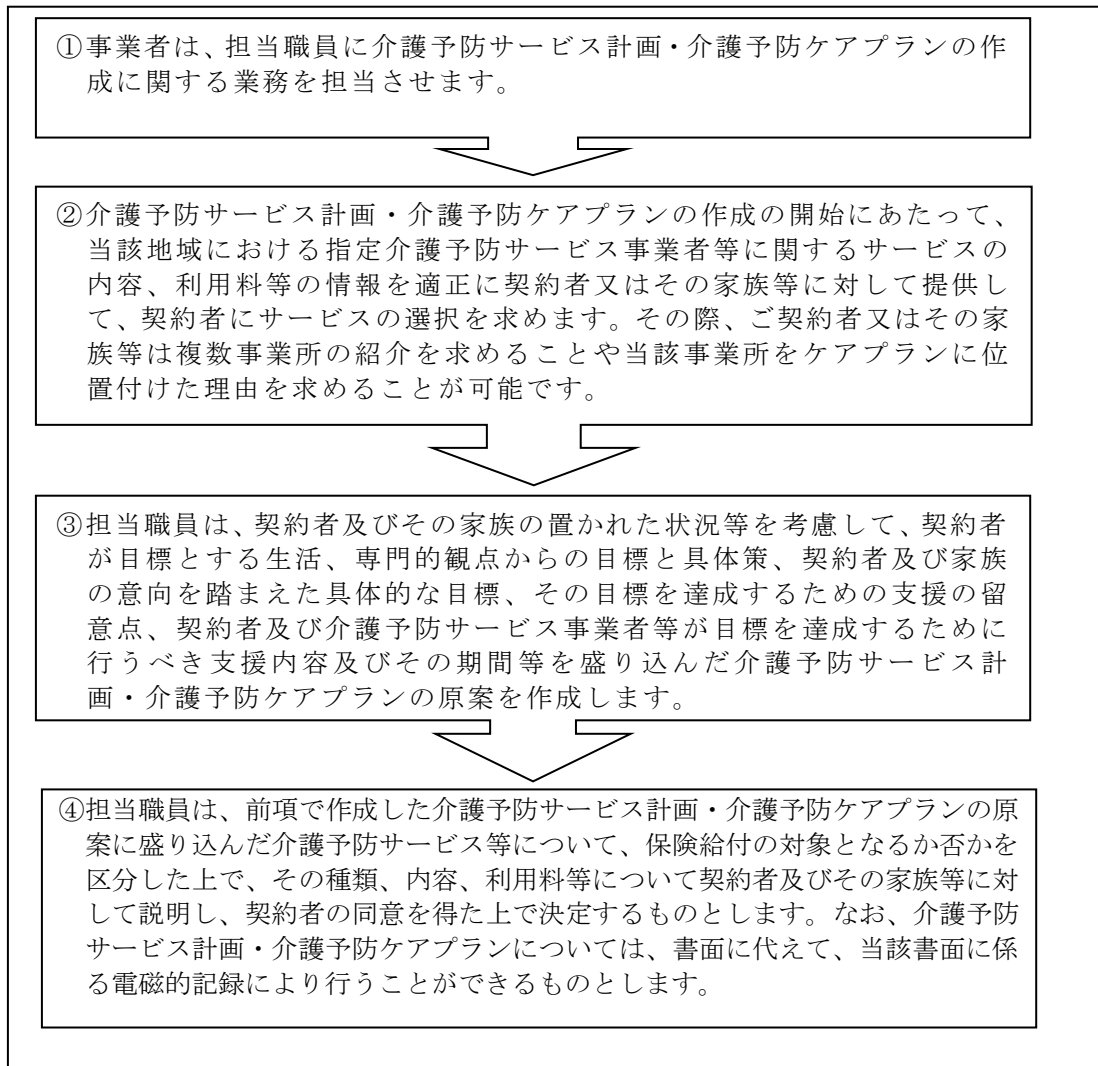 ①事業者は、担当職員に介護予防サービス計画・介護予防ケアプランの作
成に関する業務を担当させます。
②介護予防サービス計画・介護予防ケアプランの作成の開始にあたって、
当該地域における指定介護予防サービス事業者等に関するサービスの
内容、利用料等の情報を適正に契約者又はその家族等に対して提供し
て、契約者にサービスの選択を求めます。その際、ご契約者又はその家
族等は複数事業所の紹介を求めることや当該事業所をケアプランに位
置付けた理由を求めることが可能です。
③担当職員は、契約者及びその家族の置かれた状況等を考慮して、契約者
が目標とする生活、専門的観点からの目標と具体策、契約者及び家族
の意向を踏まえた具体的な目標、その目標を達成するための支援の留
意点、契約者及び介護予防サービス事業者等が目標を達成するために
行うべき支援内容及びその期間等を盛り込んだ介護予防サービス計
画・介護予防ケアプランの原案を作成します。
④担当職員は、前項で作成した介護予防サービス計画・介護予防ケアプランの原
案に盛り込んだ介護予防サービス等について、保険給付の対象となるか否かを
区分した上で、その種類、内容、利用料等について契約者及びその家族等に対
して説明し、契約者の同意を得た上で決定するものとします。なお、介護予防
サービス計画・介護予防ケアプランについては、書面に代えて、当該書面に係
る電磁的記録により行うことができるものとします。